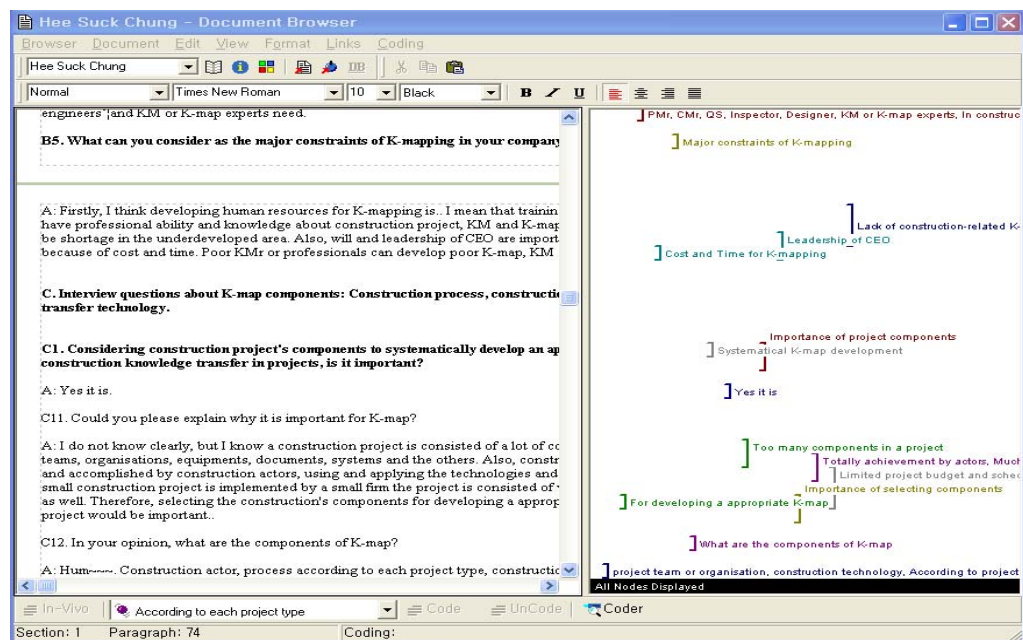 Hee Suck Chung - Document Browser
Browser Document Edit View Format Links Coding
Hee Suck Chung DB
Normal Times New Roman 10 Black B I U
engineers'¦and KM or K-map experts need.
B5. What can you consider as the major constraints of K-mapping in your company
A: Firstly, I think developing human resources for K-mapping is.. I mean that trainin
have professional ability and knowledge about construction project, KM and K-map
be shortage in the underdeveloped area. Also, will and leadership of CEO are import
because of cost and time. Poor KMr or professionals can develop poor K-map, KM
C. Interview questions about K-map components: Construction process, constructio
transfer technology.
C1. Considering construction project's components to systematically develop an ap
construction knowledge transfer in projects, is it important?
A: Yes it is.
C11. Could you please explain why it is important for K-map?
A: I do not know clearly, but I know a construction project is consisted of a lot of co
teams, organisations, equipments, documents, systems and the others. Also, constr
and accomplished by construction actors, using and applying the technologies and
small construction project is implemented by a small firm the project is consisted of
as well. Therefore, selecting the construction's components for developing a approp
project would be important..
C12. In your opinion, what are the components of K-map?
A: Hum~~~. Construction actor, process according to each project type, constructic
PMr, CMr, QS, Inspector, Designer, KM or K-map experts, In construc
Major constraints of K-mapping
Lack of construction-related K-
Leadership of CEO
Cost and Time for K-mapping
Importance of project components
Systematical K-map development
Yes it is
Too many components in a project
Totally achievement by actors, Much
Limited project budget and sched
Importance of selecting components
For developing a appropriate K-map
What are the components of K-map
project team or organisation, construction technology, According to project
All Nodes Displayed
In-Vivo According to each project type Code UnCode Coder
Section: 1 Paragraph: 74 Coding: